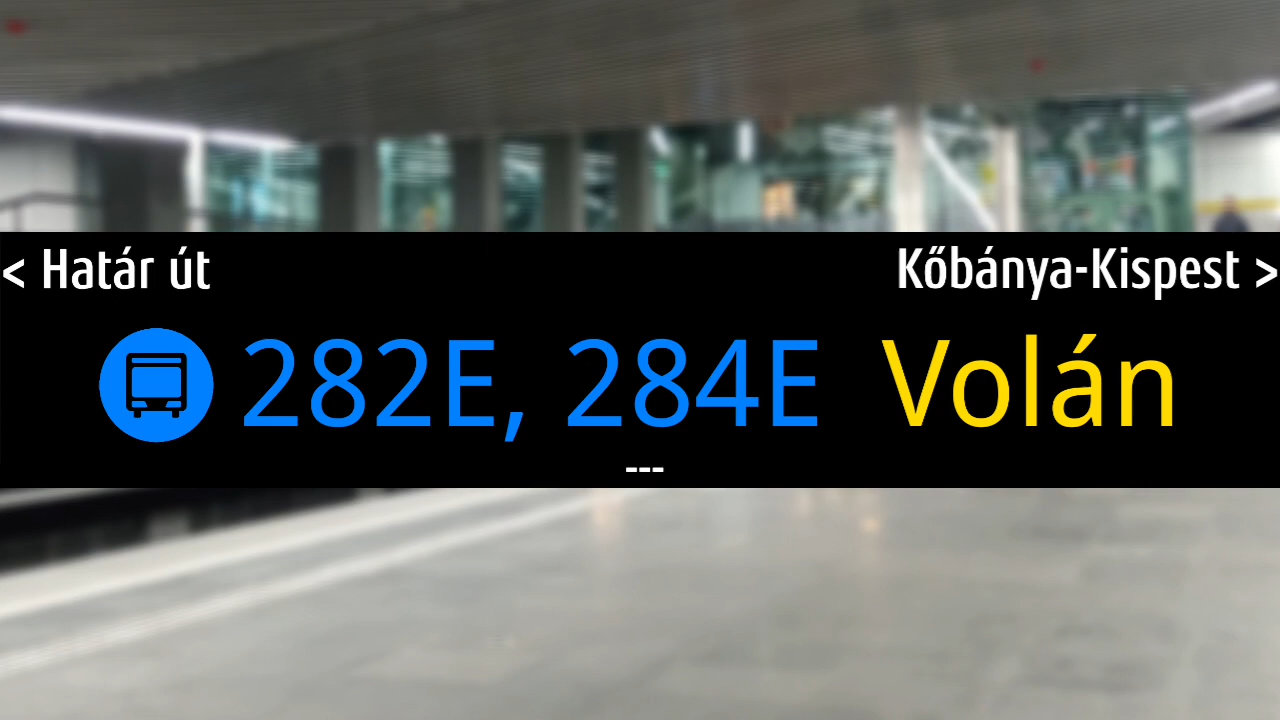 < Határ út Kőbánya-Kispest >
282E, 284E Volán
---